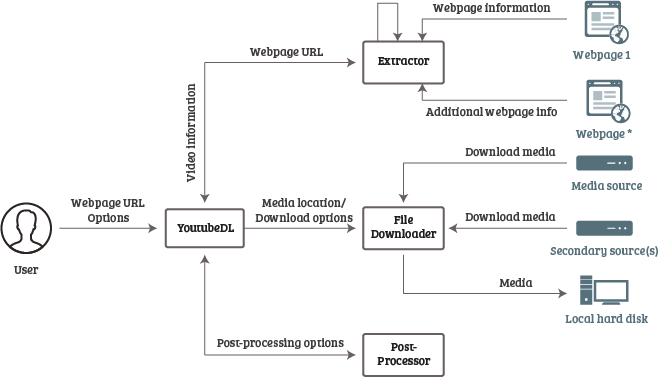 Webpage information
Webpage URL
Extractor
Webpage 1
Additional webpage info
Webpage *
Video information
Download media
Media source
Webpage URL
Options
Media location/
Download options
YoutubeDL
File
Downloader
Download media
User
Secondary source(s)
Media
Local hard disk
Post-processing options
Post-
Processor